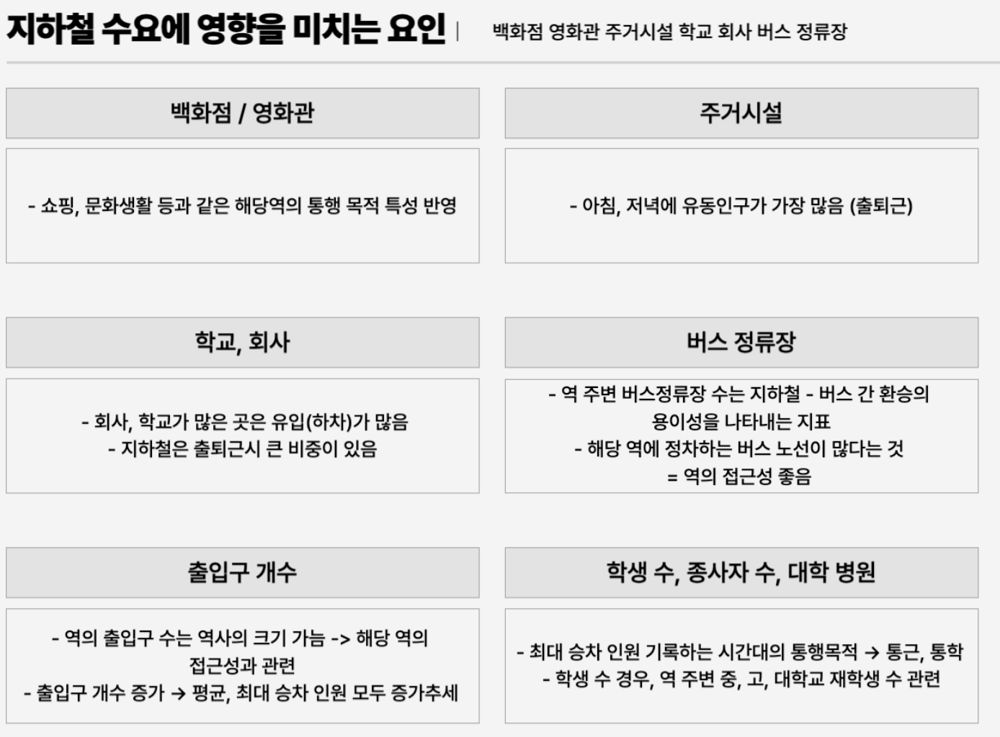 지하철 수요에 영향을 미치는 요인 | 백화점 영화관 주거시설 학교 회사 버스 정류장
백화점 / 영화관
- 쇼핑, 문화생활 등과 같은 해당역의 통행 목적 특성 반영
주거시설
- 아침, 저녁에 유동인구가 가장 많음 (출퇴근)
학교, 회사
- 회사, 학교가 많은 곳은 유입(하차)가 많음
- 지하철은 출퇴근시 큰 비중이 있음
버스 정류장
- 역 주변 버스정류장 수는 지하철 - 버스 간 환승의
용이성을 나타내는 지표
- 해당 역에 정차하는 버스 노선이 많다는 것
= 역의 접근성 좋음
출입구 개수
- 역의 출입구 수는 역사의 크기 가늠 -> 해당 역의
접근성과 관련
- 출입구 개수 증가 → 평균, 최대 승차 인원 모두 증가추세
학생 수, 종사자 수, 대학 병원
- 최대 승차 인원 기록하는 시간대의 통행목적 → 통근, 통학
- 학생 수 경우, 역 주변 중, 고, 대학교 재학생 수 관련